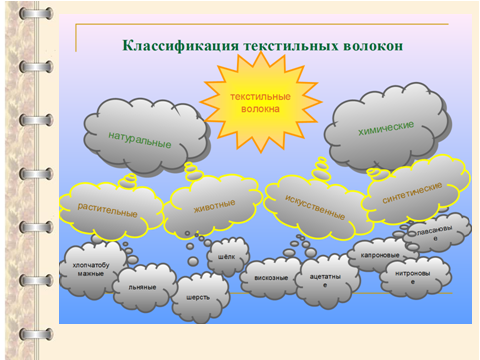 Классификация текстильных волокон
текстильные
волокна
натуральные
химические
растительные
животные
искусственные
синтетические
хлопчатобу
мажные
льняные
шерсть
шёлк
вискозные
ацетатны
е
капроновые
лавсановы
е
нитроновы
е